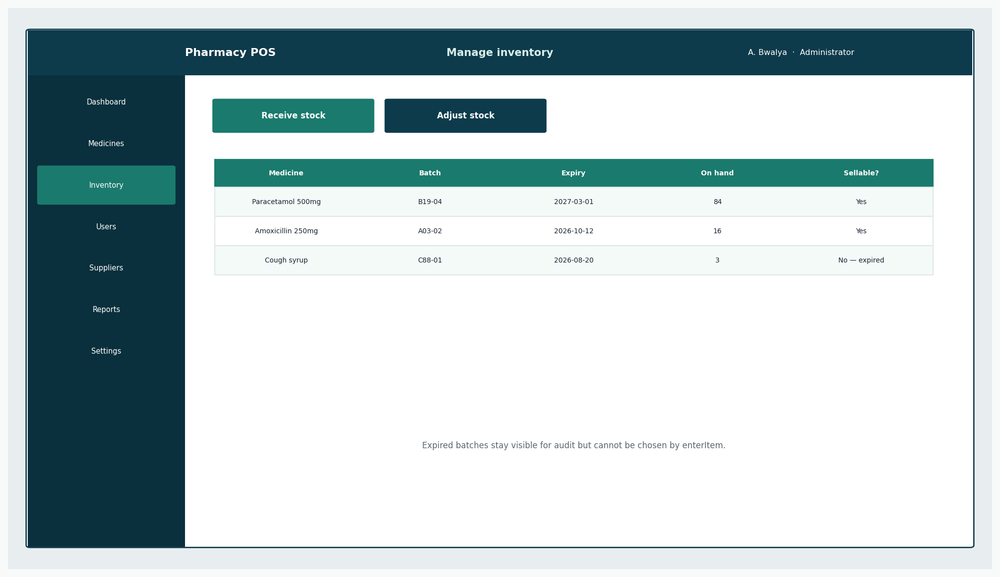 Pharmacy POS
Manage inventory
A. Bwalya · Administrator
Dashboard
Medicines
Inventory
Users
Suppliers
Reports
Settings
Receive stock
Adjust stock
Medicine Batch Expiry On hand Sellable?
Paracetamol 500mg B19-04 2027-03-01 84 Yes
Amoxicillin 250mg A03-02 2026-10-12 16 Yes
Cough syrup C88-01 2026-08-20 3 No — expired
Expired batches stay visible for audit but cannot be chosen by enterItem.